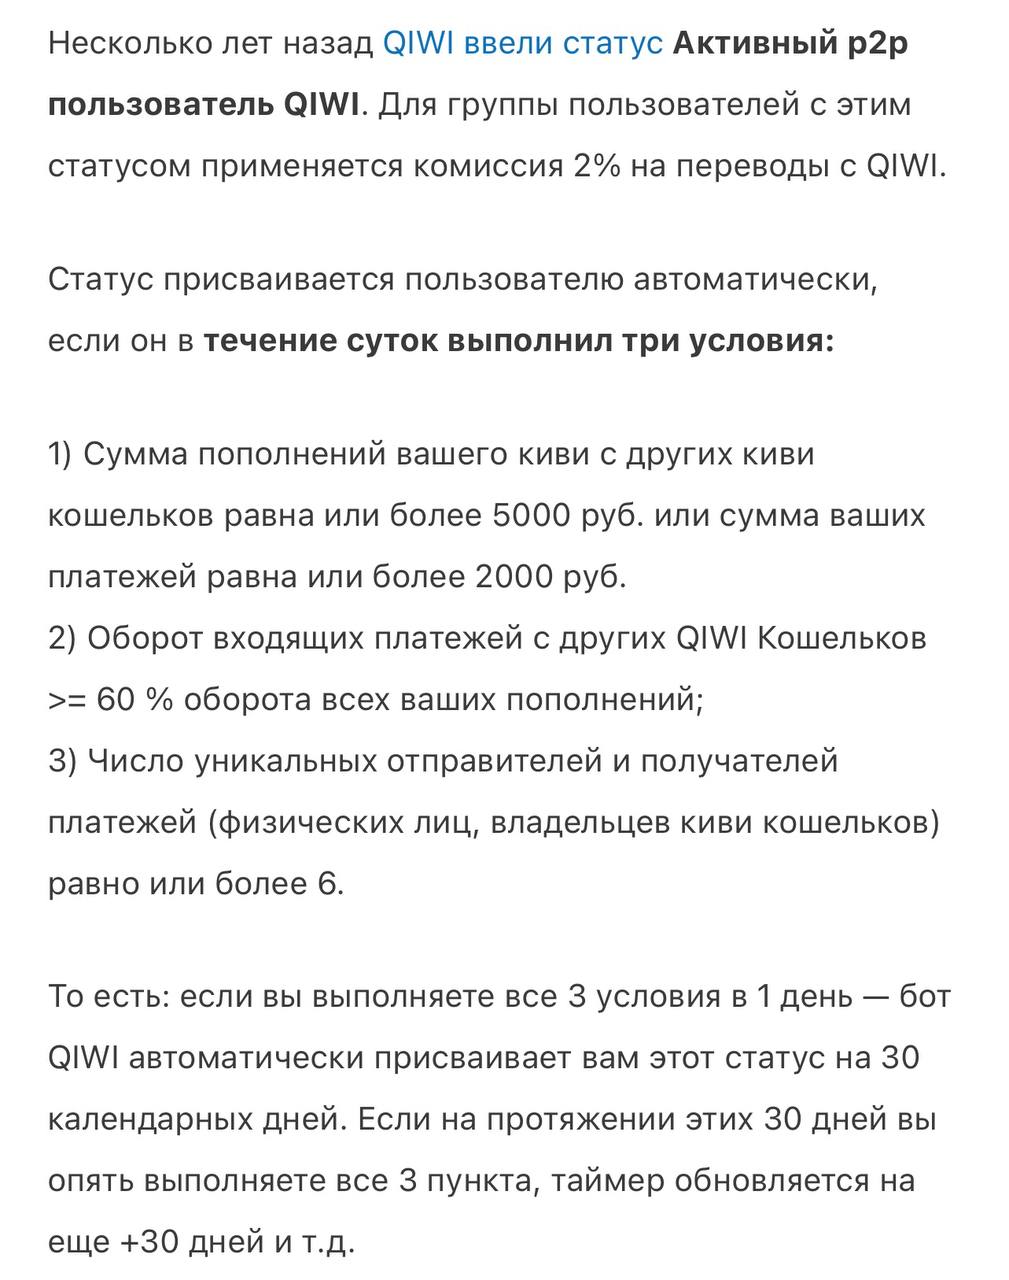 Несколько лет назад QIWI ввели статус Активный p2p
пользователь QIWI. Для группы пользователей с этим
статусом применяется комиссия 2% на переводы с QIWI.
Статус присваивается пользователю автоматически,
если он в течение суток выполнил три условия:
1) Сумма пополнений вашего киви с других киви
кошельков равна или более 5000 руб. или сумма ваших
платежей равна или более 2000 руб.
2) Оборот входящих платежей с других QIWI Кошельков
>= 60 % оборота всех ваших пополнений;
3) Число уникальных отправителей и получателей
платежей (физических лиц, владельцев киви кошельков)
равно или более 6.
То есть: если вы выполняете все 3 условия в 1 день — бот
QIWI автоматически присваивает вам этот статус на 30
календарных дней. Если на протяжении этих 30 дней вы
опять выполняете все 3 пункта, таймер обновляется на
еще +30 дней и т.д.